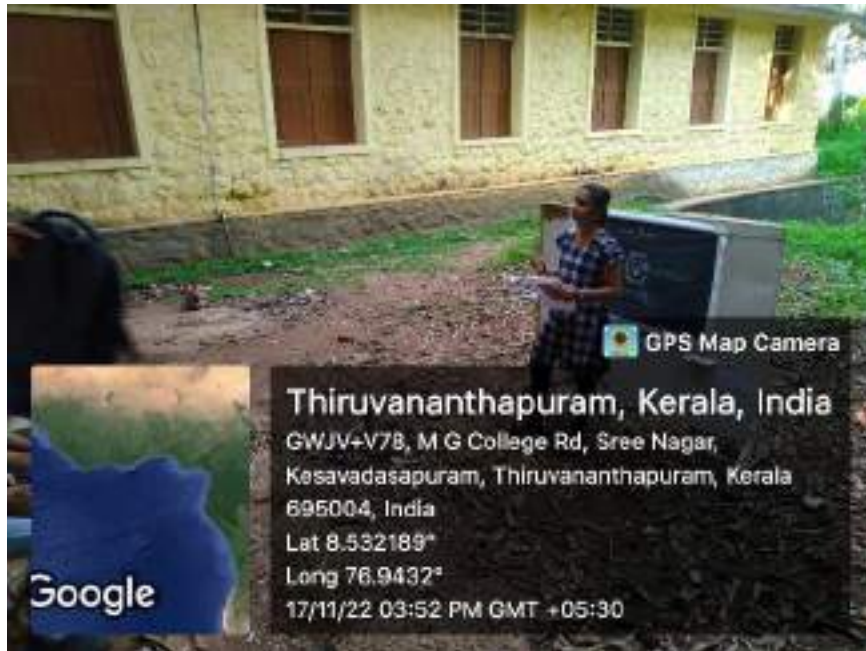 GPS Map Camera
Thiruvananthapuram, Kerala, India
GWJV+V78, M G College Rd, Sree Nagar,
Kesavadasapuram, Thiruvananthapuram, Kerala
695004, India
Lat 8.532189°
Long 76.9432°
17/11/22 03:52 PM GMT +05:30
Google